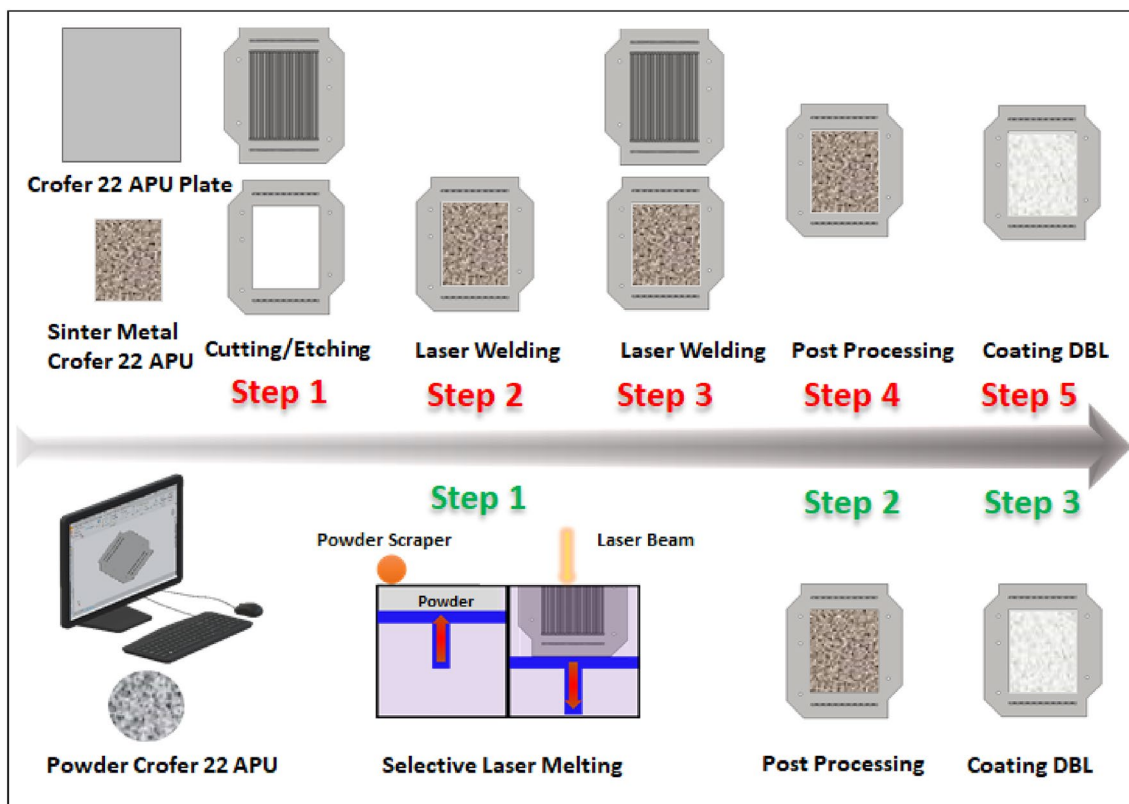 Crofer 22 APU Plate
Sinter Metal
Crofer 22 APU
Cutting/Etching
Laser Welding
Laser Welding
Post Processing
Coating DBL
Step 1
Step 2
Step 3
Step 4
Step 5
Step 1
Step 2
Step 3
Powder Scraper
Laser Beam
Powder
Powder Crofer 22 APU
Selective Laser Melting
Post Processing
Coating DBL